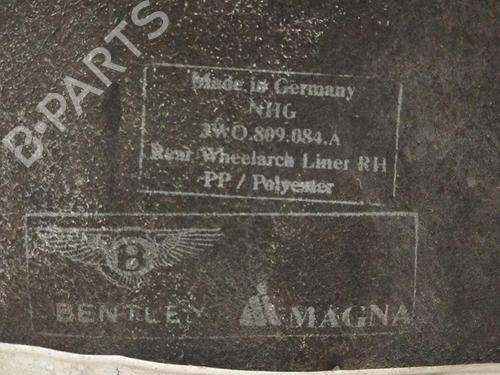 B-PARTS
Made in Germany
NHG
3WO.809.084.A
Rear Wheelarch Liner RH
PP / Polyester
B
BENTLEY MAGNA